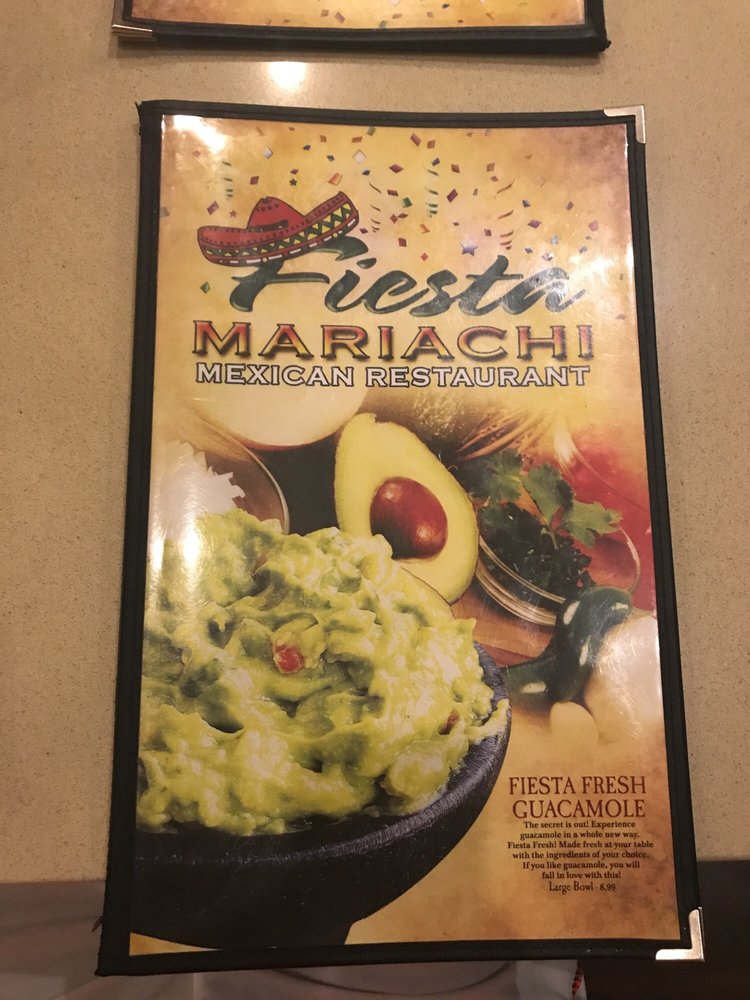 Fiesta
MARIACHI
MEXICAN RESTAURANT
FIESTA FRESH
GUACAMOLE
The secret is out! Experience
guacamole in a whole new way,
Fiesta Fresh! Made fresh at your table
with the ingredients of your choice.
If you like guacamole, you will
fall in love with this!
Large Bowl - 8.99